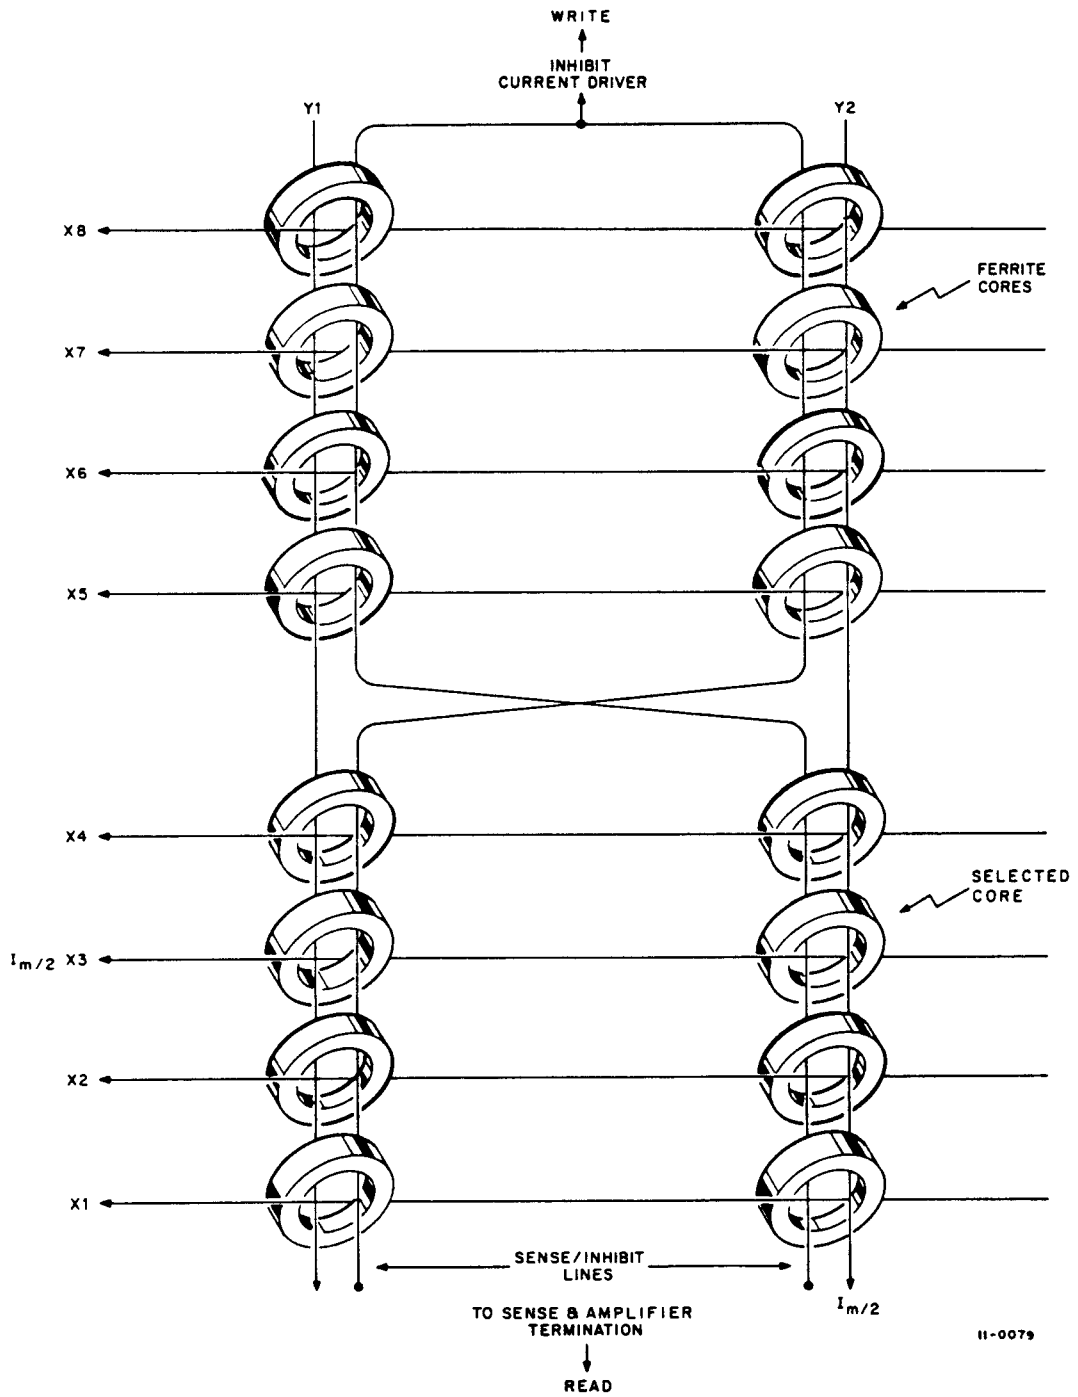 WRITE
INHIBIT
CURRENT DRIVER
Y1
Y2
X8
FERRITE
CORES
X7
X6
X5
X4
SELECTED
CORE
Im/2 X3
X2
X1
SENSE/INHIBIT
LINES
Im/2
TO SENSE & AMPLIFIER
TERMINATION
11-0079
READ